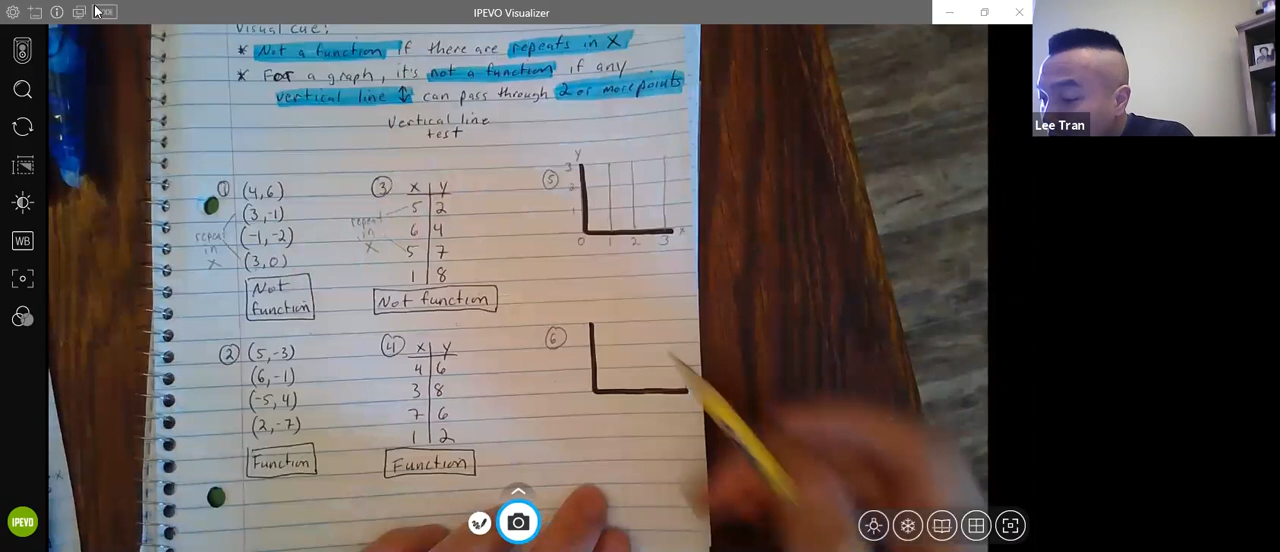 IPEVO Visualizer
Lee Tran
Visual cue:
* Not a function if there are repeats in X
* For a graph, it's not a function if any
vertical line ↕ can pass through 2 or more points
Vertical line
test
① (4,6)
(3,-1)
(-1,-2)
(3,0)
repeat
in
X
Not
function
③ X Y
5 2
6 4
5 7
1 8
repeat
in
X
Not function
⑤ Y
3
2
1
0 1 2 3 X
② (5,-3)
(6,-1)
(-5,4)
(2,-7)
Function
④ X Y
4 6
3 8
7 6
1 2
Function
⑥
WB
IPEVO